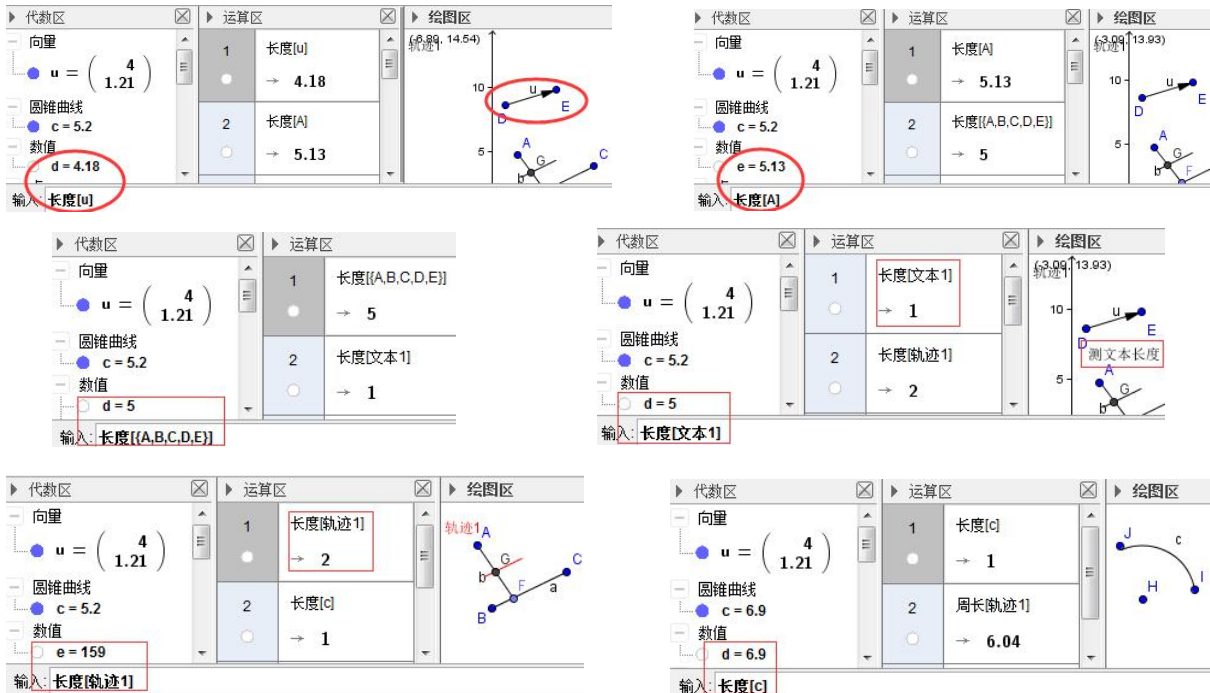 代数区 运算区 绘图区
向量
u = ( 4 1.21 )
圆锥曲线
c = 5.2
数值
d = 4.18
输入: 长度[u]
1 长度[u]
→ 4.18
2 长度[A]
→ 5.13
(-6.89, 14.54)
轨迹1
10
u
D
E
5
A
G
C
b
代数区 运算区 绘图区
向量
u = ( 4 1.21 )
圆锥曲线
c = 5.2
数值
e = 5.13
输入: 长度[A]
1 长度[A]
→ 5.13
2 长度[{A,B,C,D,E}]
→ 5
(-3.09, 13.93)
轨迹1
10
u
D
E
5
A
G
b
F
代数区 运算区
向量
u = ( 4 1.21 )
圆锥曲线
c = 5.2
数值
d = 5
输入: 长度[{A,B,C,D,E}]
1 长度[{A,B,C,D,E}]
→ 5
2 长度[文本1]
→ 1
代数区 运算区 绘图区
向量
u = ( 4 1.21 )
圆锥曲线
c = 5.2
数值
d = 5
输入: 长度[文本1]
1 长度[文本1]
→ 1
2 长度[轨迹1]
→ 2
(-3.09, 13.93)
轨迹1
10
u
D
E
测文本长度
5
A
G
b
代数区 运算区 绘图区
向量
u = ( 4 1.21 )
圆锥曲线
c = 5.2
数值
e = 159
输入: 长度[轨迹1]
1 长度[轨迹1]
→ 2
2 长度[c]
→ 1
轨迹1
A
G
C
b
F
a
B
代数区 运算区 绘图区
向量
u = ( 4 1.21 )
圆锥曲线
c = 6.9
数值
d = 6.9
输入: 长度[c]
1 长度[c]
→ 1
2 周长[轨迹1]
→ 6.04
J
c
H
I